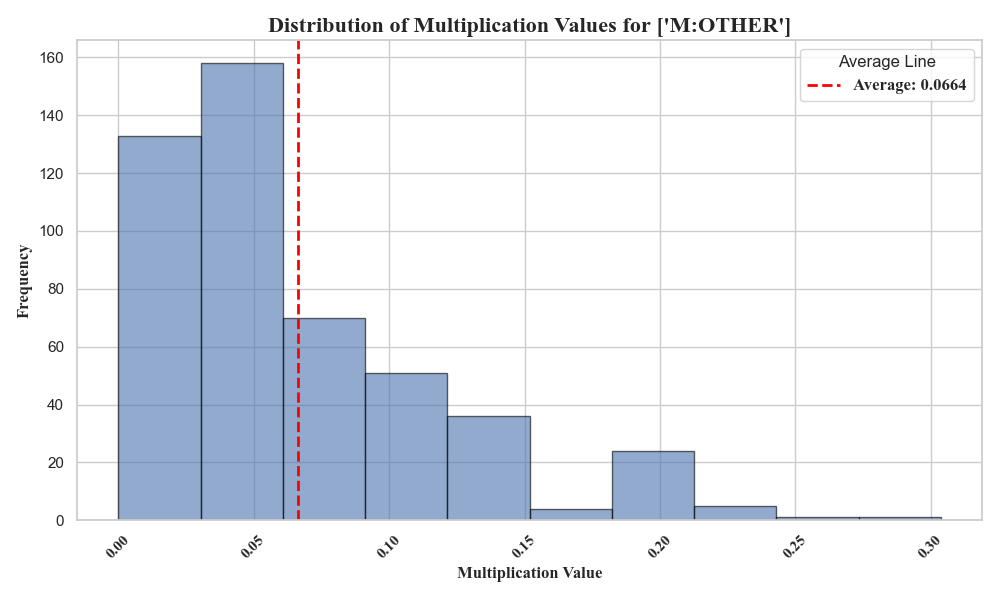 Distribution of Multiplication Values for ['M:OTHER']
Average Line
Average: 0.0664
Frequency
160
140
120
100
80
60
40
20
0
0.00 0.05 0.10 0.15 0.20 0.25 0.30
Multiplication Value